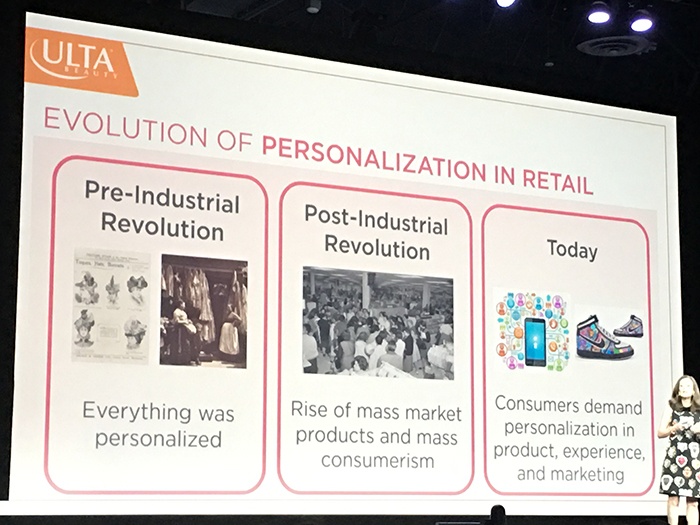 ULTA
BEAUTY
EVOLUTION OF PERSONALIZATION IN RETAIL
Pre-Industrial
Revolution
Everything was
personalized
Post-Industrial
Revolution
Rise of mass market
products and mass
consumerism
Today
Consumers demand
personalization in
product, experience,
and marketing